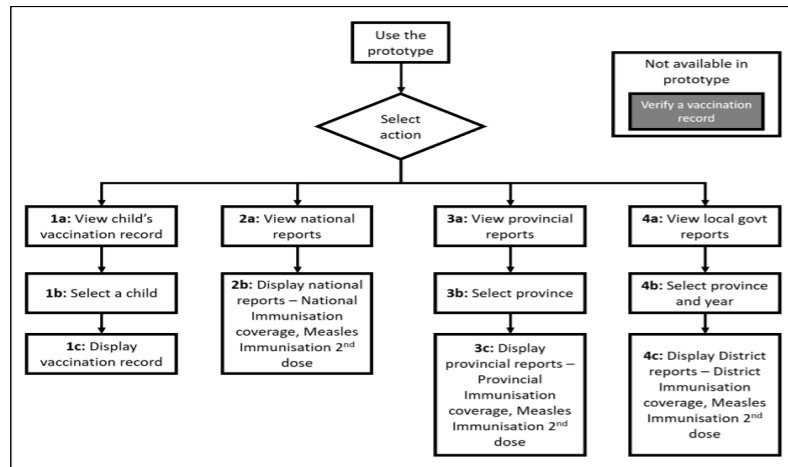 Use the
prototype
Not available in
prototype
Verify a vaccination
record
Select
action
1a: View child's
vaccination record
2a: View national
reports
3a: View provincial
reports
4a: View local govt
reports
1b: Select a child
2b: Display national
reports – National
Immunisation
coverage, Measles
Immunisation 2nd
dose
3b: Select province
4b: Select province
and year
1c: Display
vaccination record
3c: Display
provincial reports –
Provincial
Immunisation
coverage, Measles
Immunisation 2nd
dose
4c: Display District
reports – District
Immunisation
coverage, Measles
Immunisation 2nd
dose